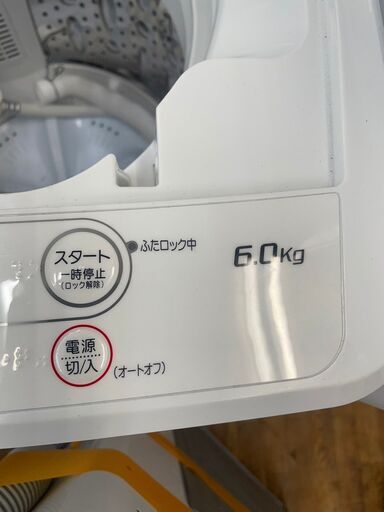 スタート
一時停止
(ロック解除)
ふたロック中
6.0Kg
電源
切/入
(オートオフ)